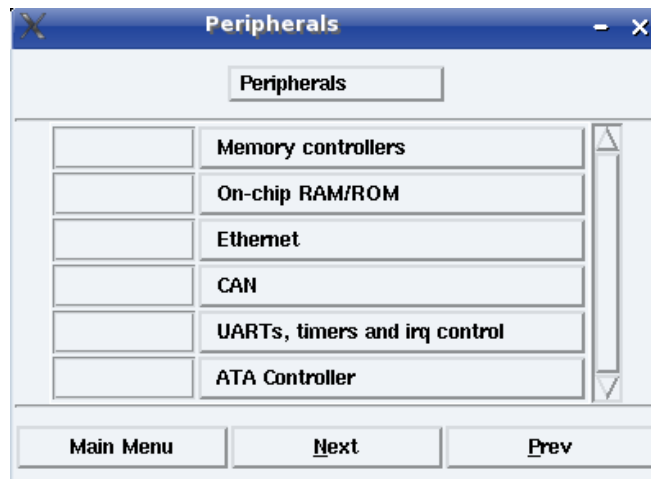 Peripherals
Peripherals
Memory controllers
On-chip RAM/ROM
Ethernet
CAN
UARTs, timers and irq control
ATA Controller
Main Menu Next Prev